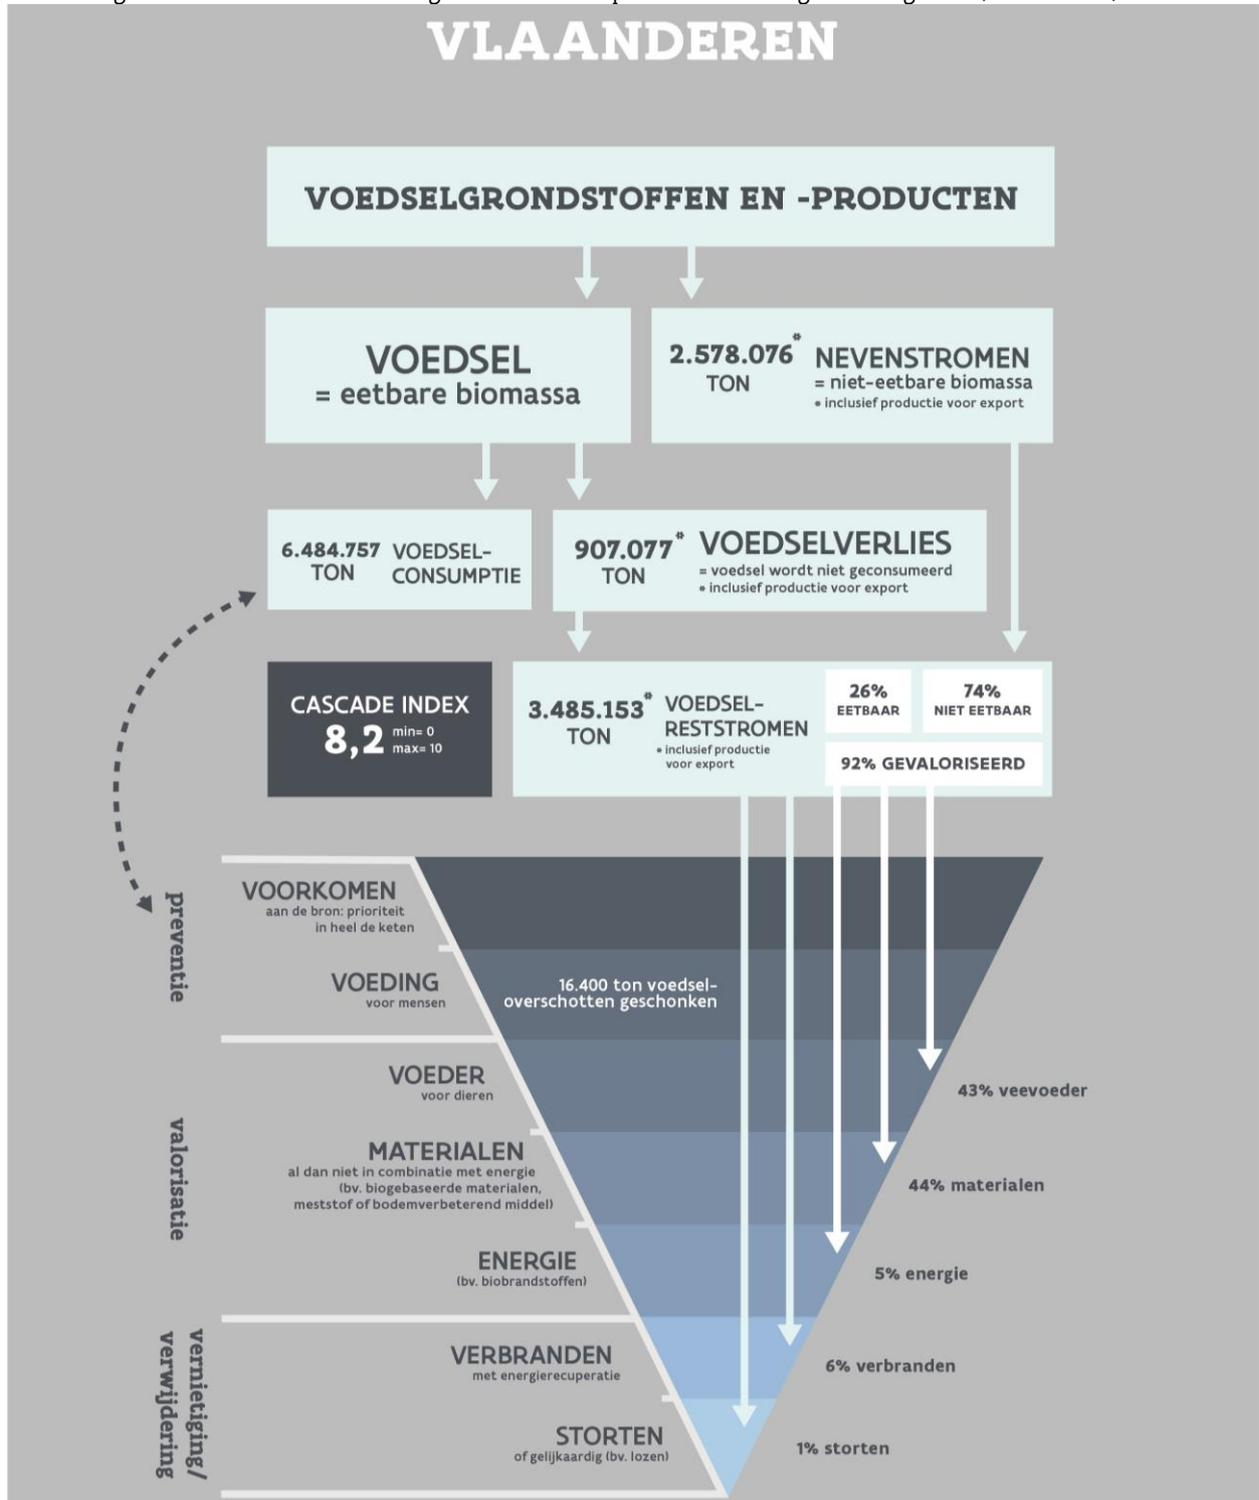 VLAANDEREN
VOEDSELGRONDSTOFFEN EN -PRODUCTEN
VOEDSEL
= eetbare biomassa
2.578.076*
TON
NEVENSTROMEN
= niet-eetbare biomassa
* inclusief productie voor export
6.484.757
TON
VOEDSEL-
CONSUMPTIE
907.077*
TON
VOEDSELVERLIES
= voedsel wordt niet geconsumeerd
* inclusief productie voor export
CASCADE INDEX
8,2
min= 0
max= 10
3.485.153*
TON
VOEDSEL-
RESTSTROMEN
* inclusief productie
voor export
26%
EETBAAR
74%
NIET EETBAAR
92% GEVALORISEERD
preventie
VOORKOMEN
aan de bron: prioriteit
in heel de keten
VOEDING
voor mensen
16.400 ton voedsel-
overschotten geschonken
valorisatie
VOEDER
voor dieren
43% veevoeder
MATERIALEN
al dan niet in combinatie met energie
(bv. biogebaseerde materialen,
meststof of bodemverbeterend middel)
44% materialen
ENERGIE
(bv. biobrandstoffen)
5% energie
vernietiging/
verwijdering
VERBRANDEN
met energierecuperatie
6% verbranden
STORTEN
of gelijkaardig (bv. lozen)
1% storten